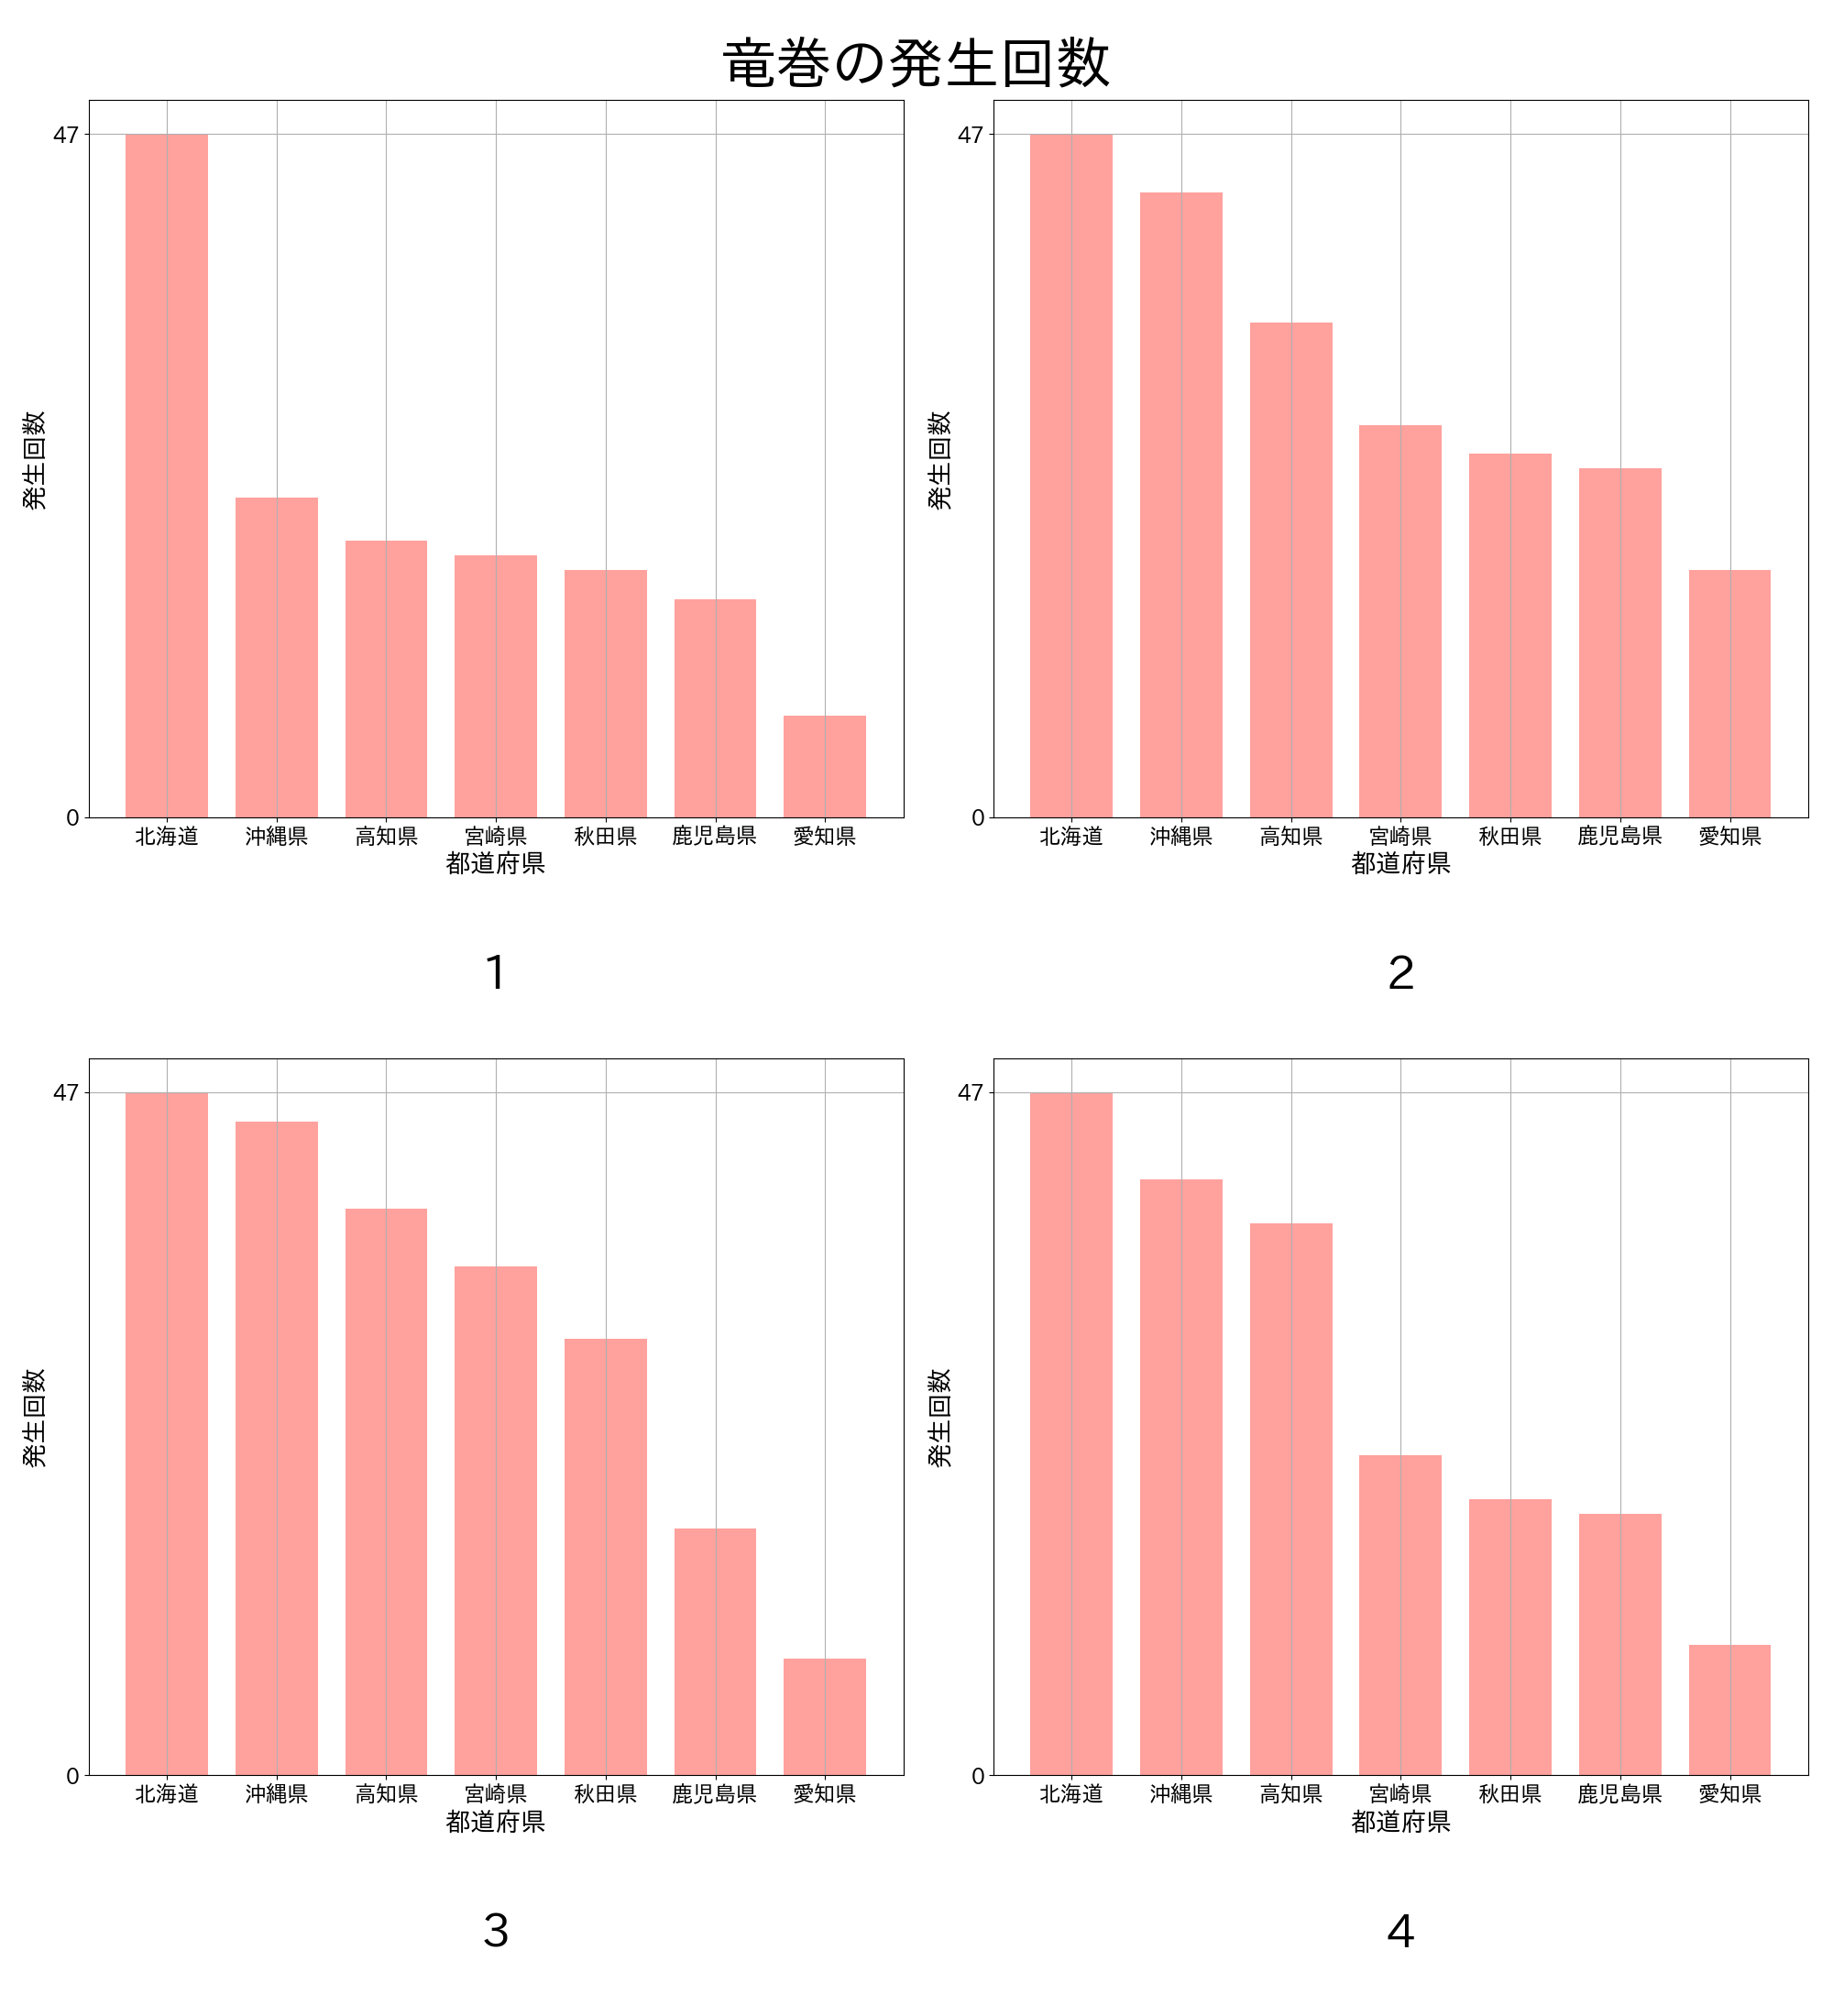 竜巻の発生回数
47
0
発生回数
北海道 沖縄県 高知県 宮崎県 秋田県 鹿児島県 愛知県
都道府県
1
47
0
発生回数
北海道 沖縄県 高知県 宮崎県 秋田県 鹿児島県 愛知県
都道府県
2
47
0
発生回数
北海道 沖縄県 高知県 宮崎県 秋田県 鹿児島県 愛知県
都道府県
3
47
0
発生回数
北海道 沖縄県 高知県 宮崎県 秋田県 鹿児島県 愛知県
都道府県
4